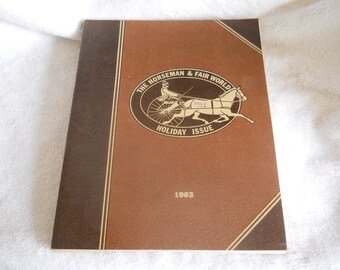 THE HORSEMAN & FAIR WORLD
HOLIDAY ISSUE
1963